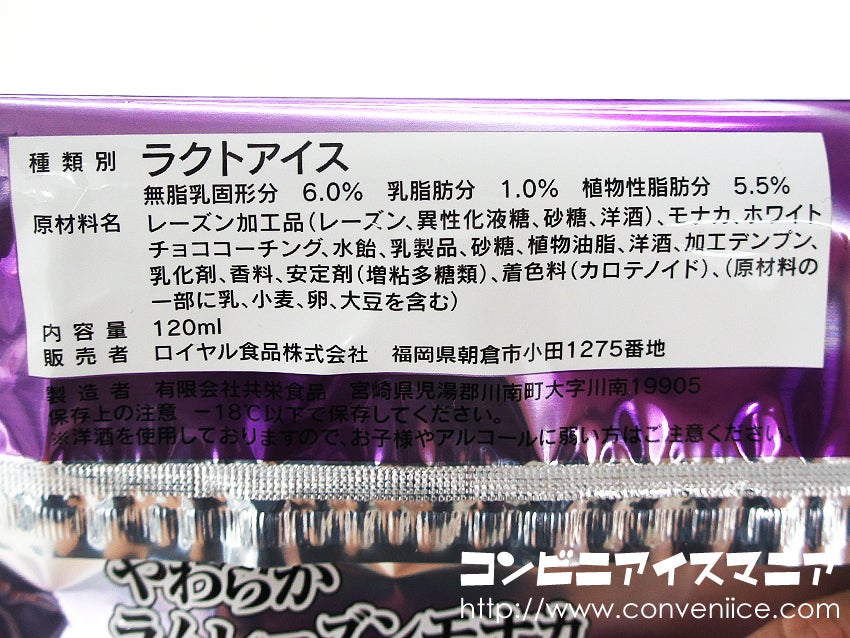 種類別 ラクトアイス
無脂乳固形分 6.0% 乳脂肪分 1.0% 植物性脂肪分 5.5%
原材料名 レーズン加工品(レーズン、異性化液糖、砂糖、洋酒)、モナカ、ホワイト
チョココーチング、水飴、乳製品、砂糖、植物油脂、洋酒、加工デンプン、
乳化剤、香料、安定剤(増粘多糖類)、着色料(カロテノイド)、(原材料の
一部に乳、小麦、卵、大豆を含む)
内容量 120ml
販売者 ロイヤル食品株式会社 福岡県朝倉市小田1275番地
製造者 有限会社共栄食品 宮崎県児湯郡川南町大字川南19905
保存上の注意 －18℃以下で保存してください。
※洋酒を使用しておりますので、お子様やアルコールに弱い方はご注意ください。
やわらか
ラムレーズンモナカ
コンビニアイスマニア
http://www.conveniice.com